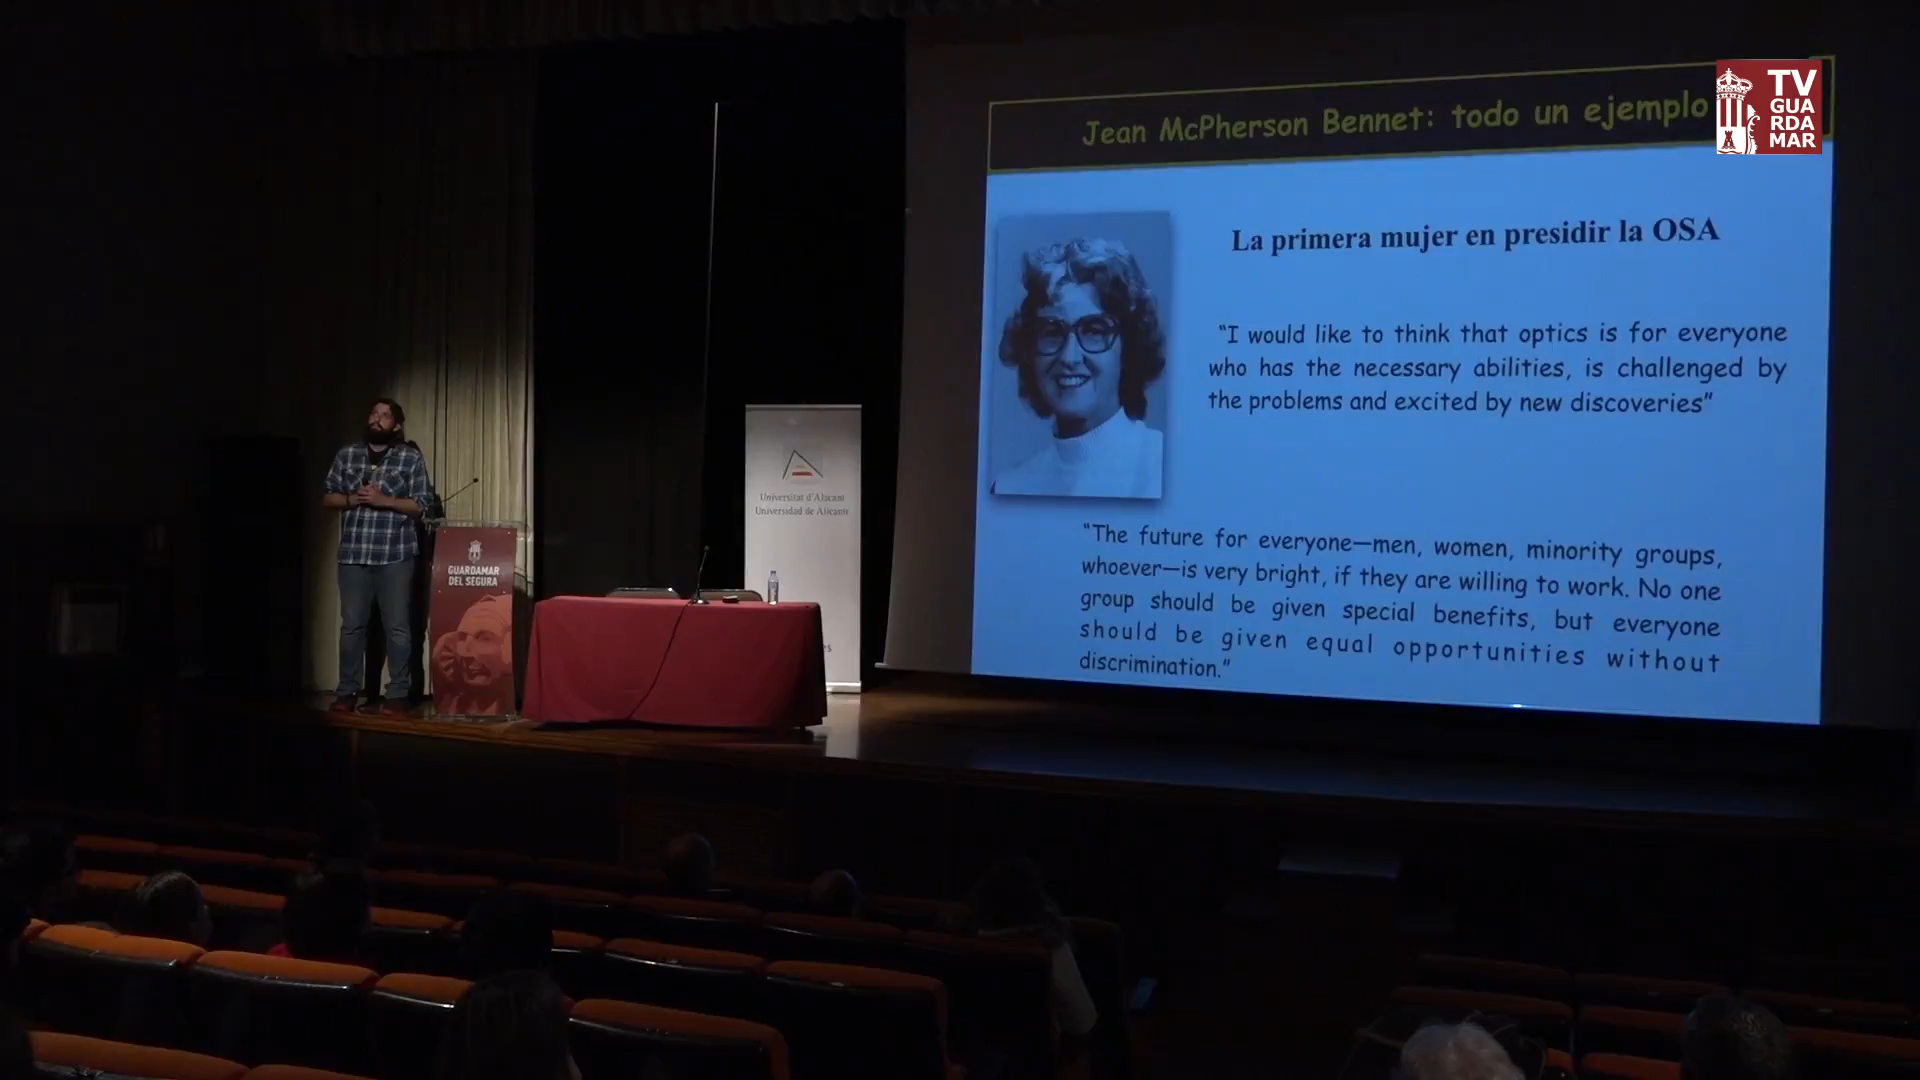 TV
GUA
RDA
MAR
Jean McPherson Bennet: todo un ejemplo
La primera mujer en presidir la OSA
“I would like to think that optics is for everyone
who has the necessary abilities, is challenged by
the problems and excited by new discoveries”
“The future for everyone—men, women, minority groups,
whoever—is very bright, if they are willing to work. No one
group should be given special benefits, but everyone
should be given equal opportunities without
discrimination.”
Universitat d'Alacant
Universidad de Alicante
GUARDAMAR
DEL SEGURA